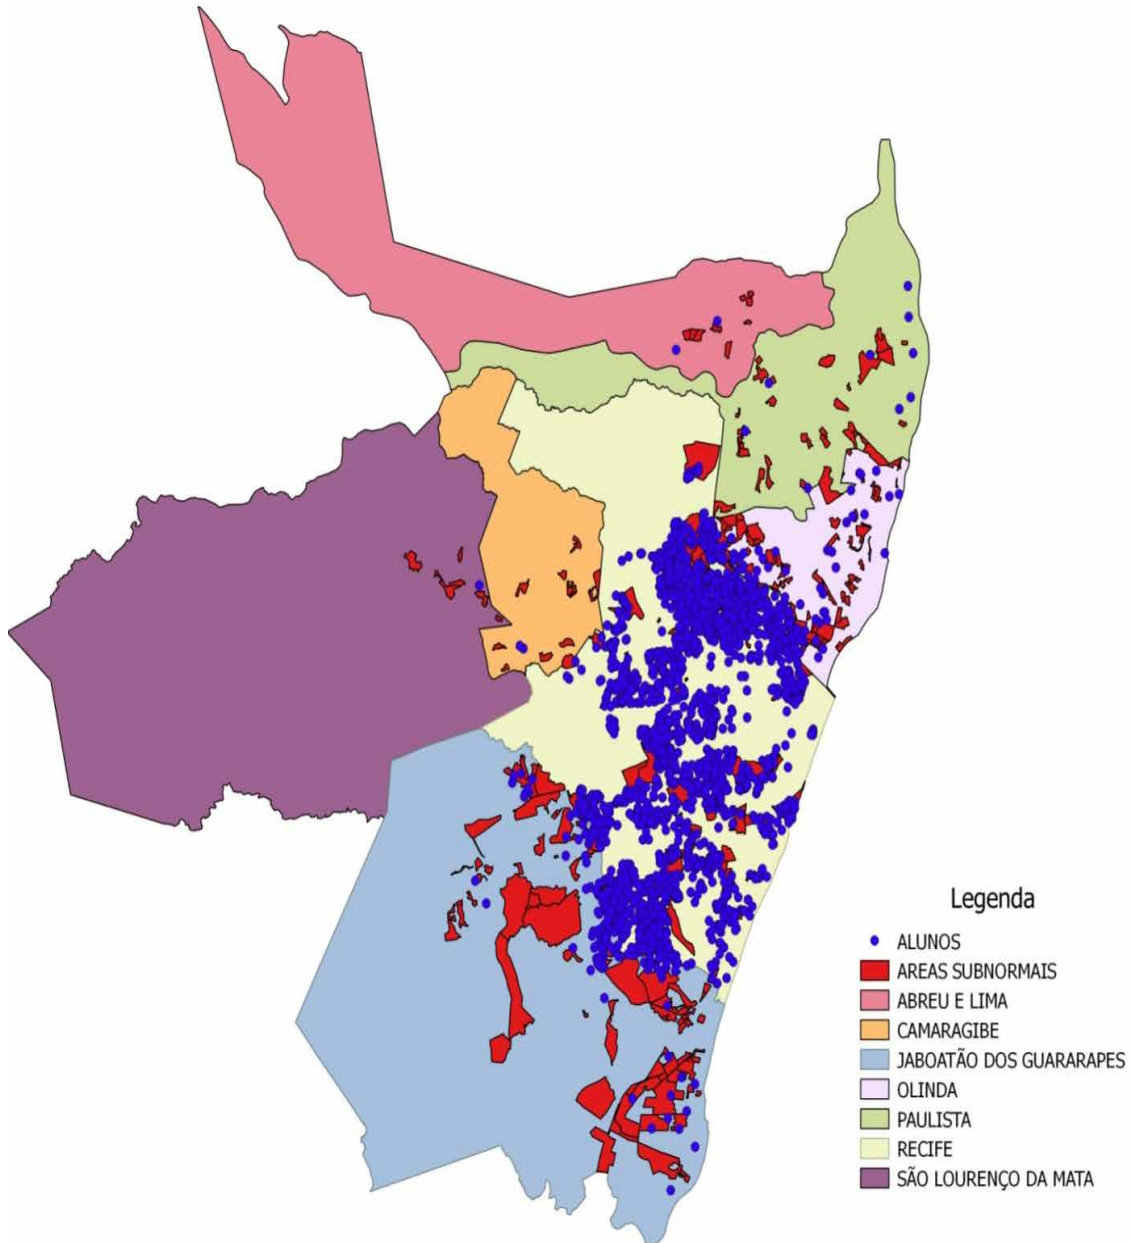 Legenda
ALUNOS
AREAS SUBNORMAIS
ABREU E LIMA
CAMARAGIBE
JABOATÃO DOS GUARARAPES
OLINDA
PAULISTA
RECIFE
SÃO LOURENÇO DA MATA